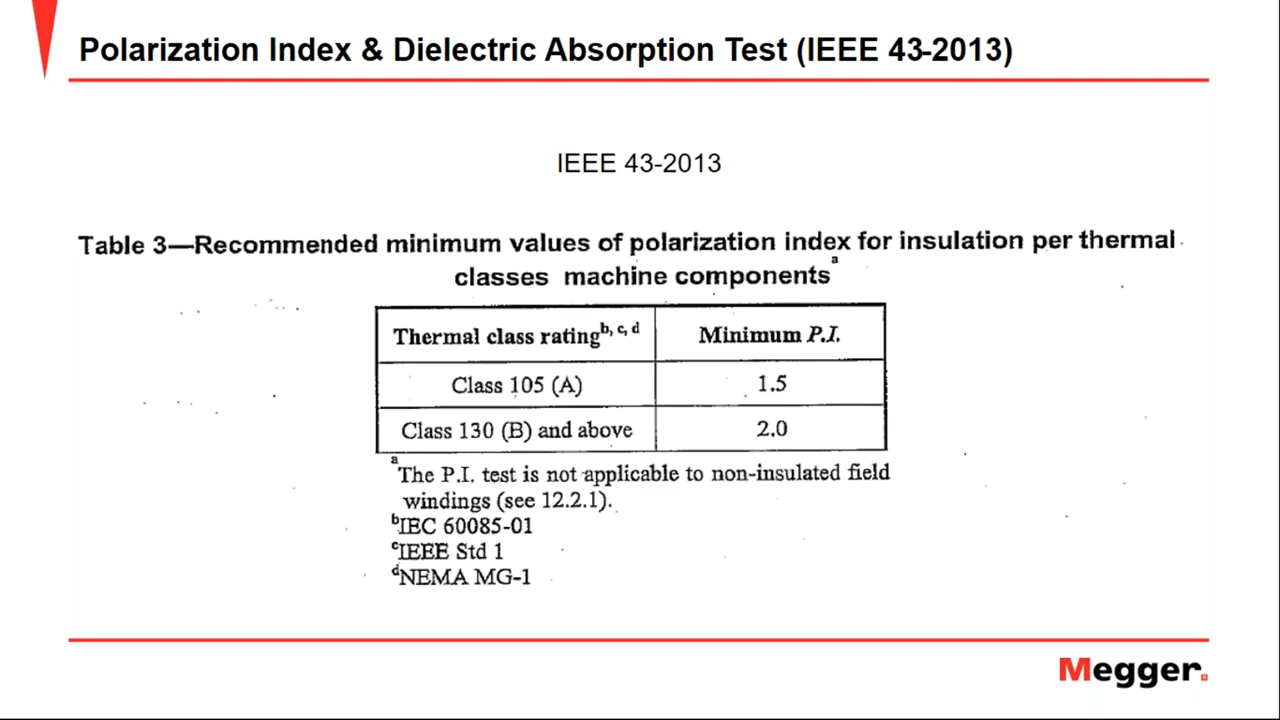 Polarization Index & Dielectric Absorption Test (IEEE 43-2013)
IEEE 43-2013
Table 3—Recommended minimum values of polarization index for insulation per thermal
classes machine components a
Thermal class rating b, c, d Minimum P.I.
Class 105 (A) 1.5
Class 130 (B) and above 2.0
a The P.I. test is not applicable to non-insulated field
windings (see 12.2.1).
b IEC 60085-01
c IEEE Std 1
d NEMA MG-1
Megger.